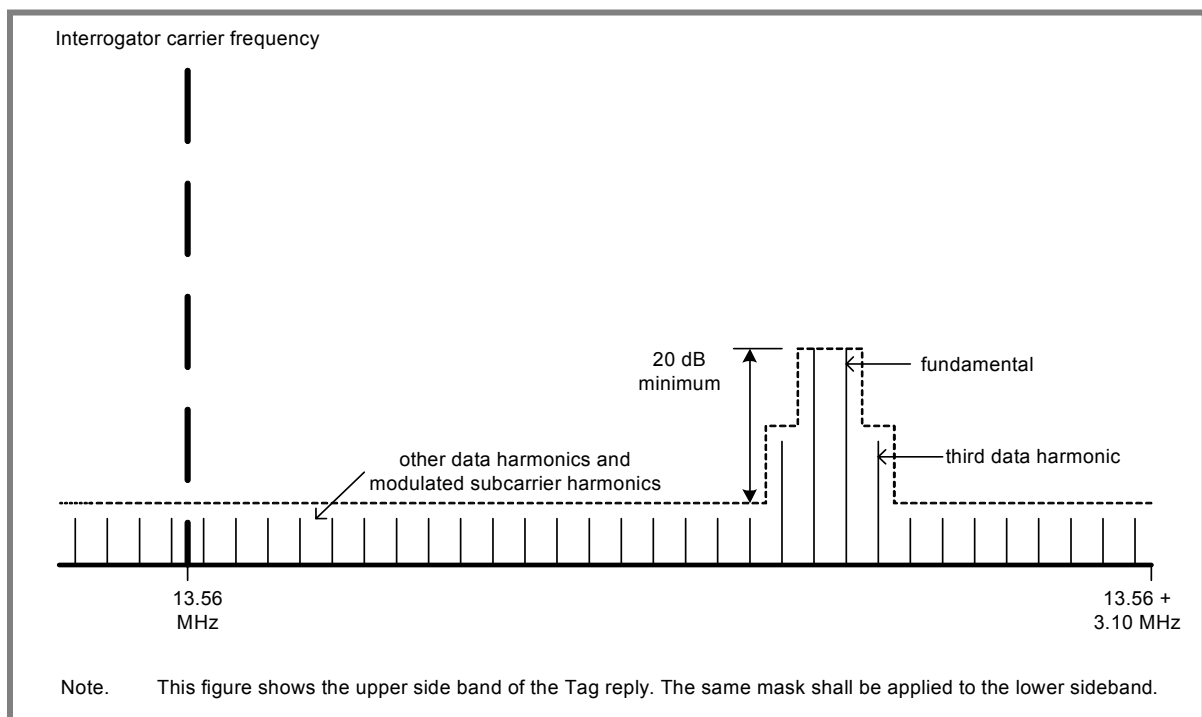 Interrogator carrier frequency
20 dB
minimum
fundamental
third data harmonic
other data harmonics and
modulated subcarrier harmonics
13.56
MHz
13.56 +
3.10 MHz
Note. This figure shows the upper side band of the Tag reply. The same mask shall be applied to the lower sideband.